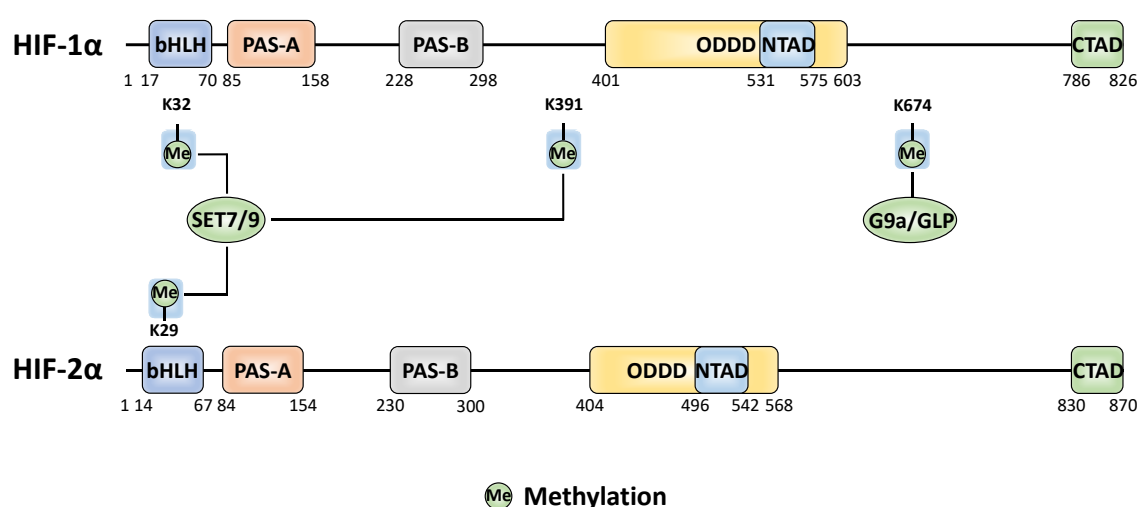 HIF-1α bHLH PAS-A PAS-B ODDD NTAD CTAD
1 17 70 85 158 228 298 401 531 575 603 786 826
K32 K391 K674
Me Me Me
SET7/9 G9a/GLP
Me
K29
HIF-2α bHLH PAS-A PAS-B ODDD NTAD CTAD
1 14 67 84 154 230 300 404 496 542 568 830 870
Me Methylation